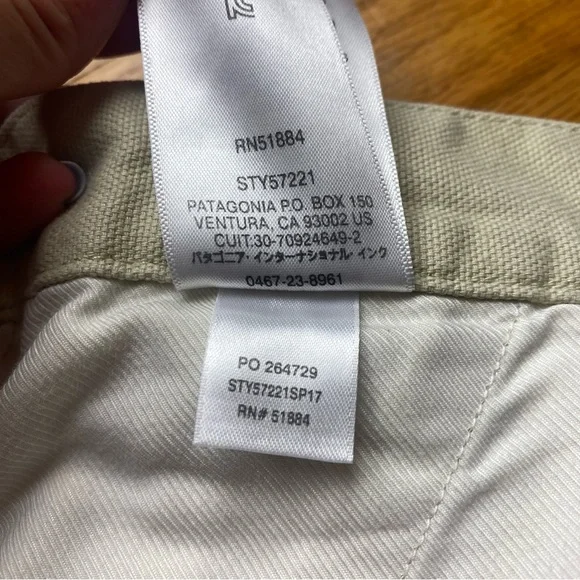 RN51884
STY57221
PATAGONIA P.O. BOX 150
VENTURA, CA 93002 US
CUIT:30-70924649-2
パタゴニア・インターナショナル・インク
0467-23-8961
PO 264729
STY57221SP17
RN# 51884